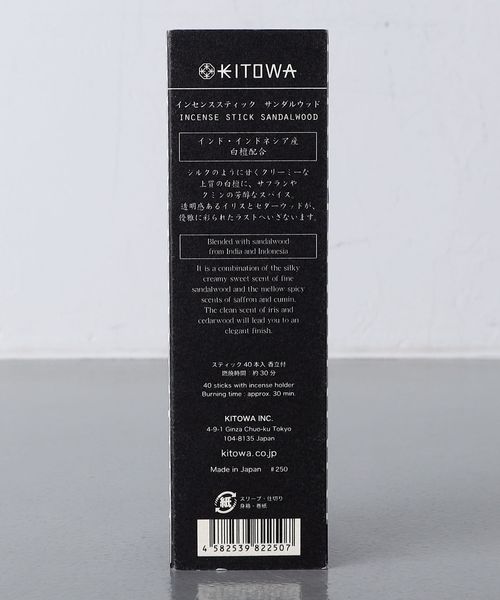 KITOWA
インセンススティック サンダルウッド
INCENSE STICK SANDALWOOD
インド・インドネシア産
白檀配合
シルクのように甘くクリーミーな
上質の白檀に、サフランや
クミンの芳醇なスパイス。
透明感あるイリスとセダーウッドが、
優雅に彩られたラストへいざないます。
Blended with sandalwood
from India and Indonesia
It is a combination of the silky
creamy sweet scent of fine
sandalwood and the mellow spicy
scents of saffron and cumin.
The clean scent of iris and
cedarwood will lead you to an
elegant finish.
スティック 40本入 香立付
燃焼時間：約30分
40 sticks with incense holder
Burning time : approx. 30 min.
KITOWA INC.
4-9-1 Ginza Chuo-ku Tokyo
104-8135 Japan
kitowa.co.jp
Made in Japan #250
紙
スリーブ・仕切り
身箱・巻紙
4 582539 822507